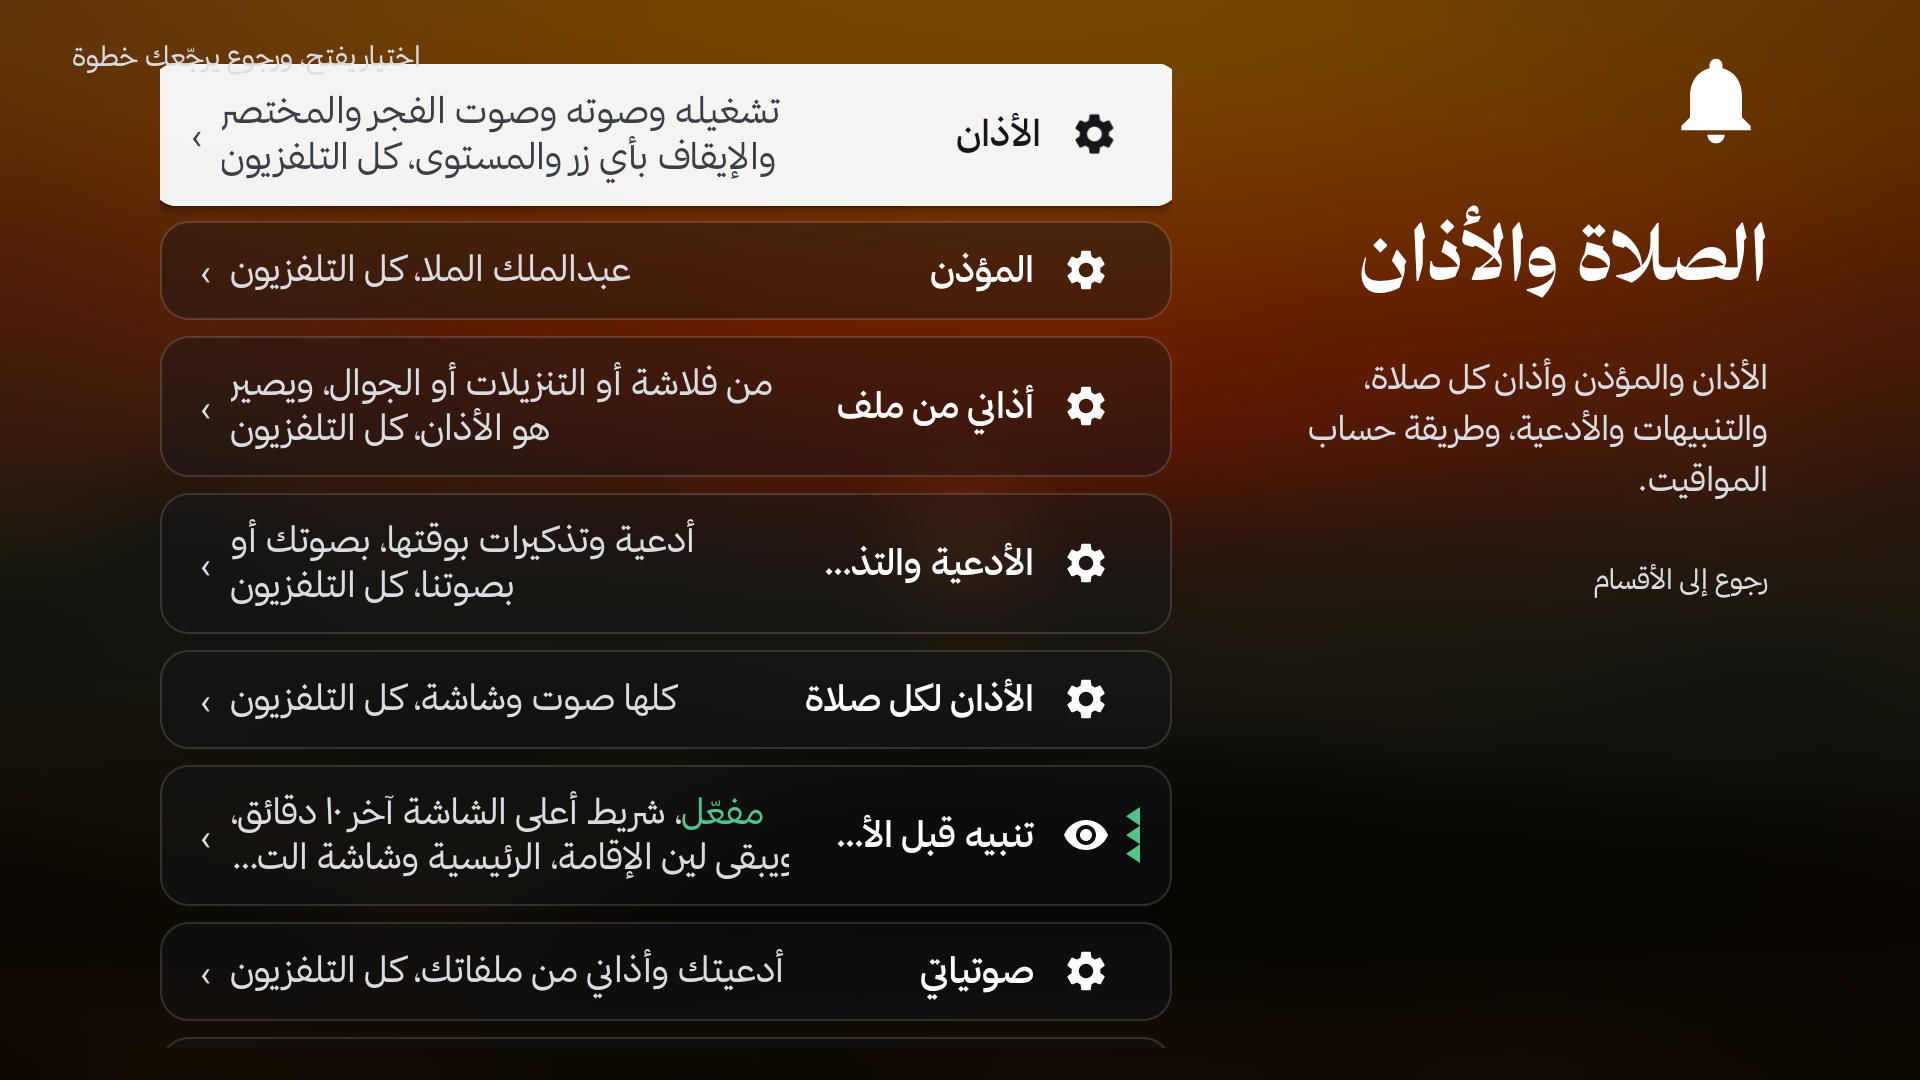 اختيار يفتح، ورجوع يرجّعك خطوة
الصلاة والأذان
الأذان والمؤذن وأذان كل صلاة،
والتنبيهات والأدعية، وطريقة حساب
المواقيت.
رجوع إلى الأقسام
الأذان
تشغيله وصوته وصوت الفجر والمختصر
والإيقاف بأي زر والمستوى، كل التلفزيون
المؤذن
عبدالملك الملا، كل التلفزيون
أذاني من ملف
من فلاشة أو التنزيلات أو الجوال، ويصير
هو الأذان، كل التلفزيون
الأدعية والتذ...
أدعية وتذكيرات بوقتها، بصوتك أو
بصوتنا، كل التلفزيون
الأذان لكل صلاة
كلها صوت وشاشة، كل التلفزيون
تنبيه قبل الأ...
مفعّل، شريط أعلى الشاشة آخر ١٠ دقائق،
ويبقى لين الإقامة، الرئيسية وشاشة الت...
صوتياتي
أدعيتك وأذاني من ملفاتك، كل التلفزيون